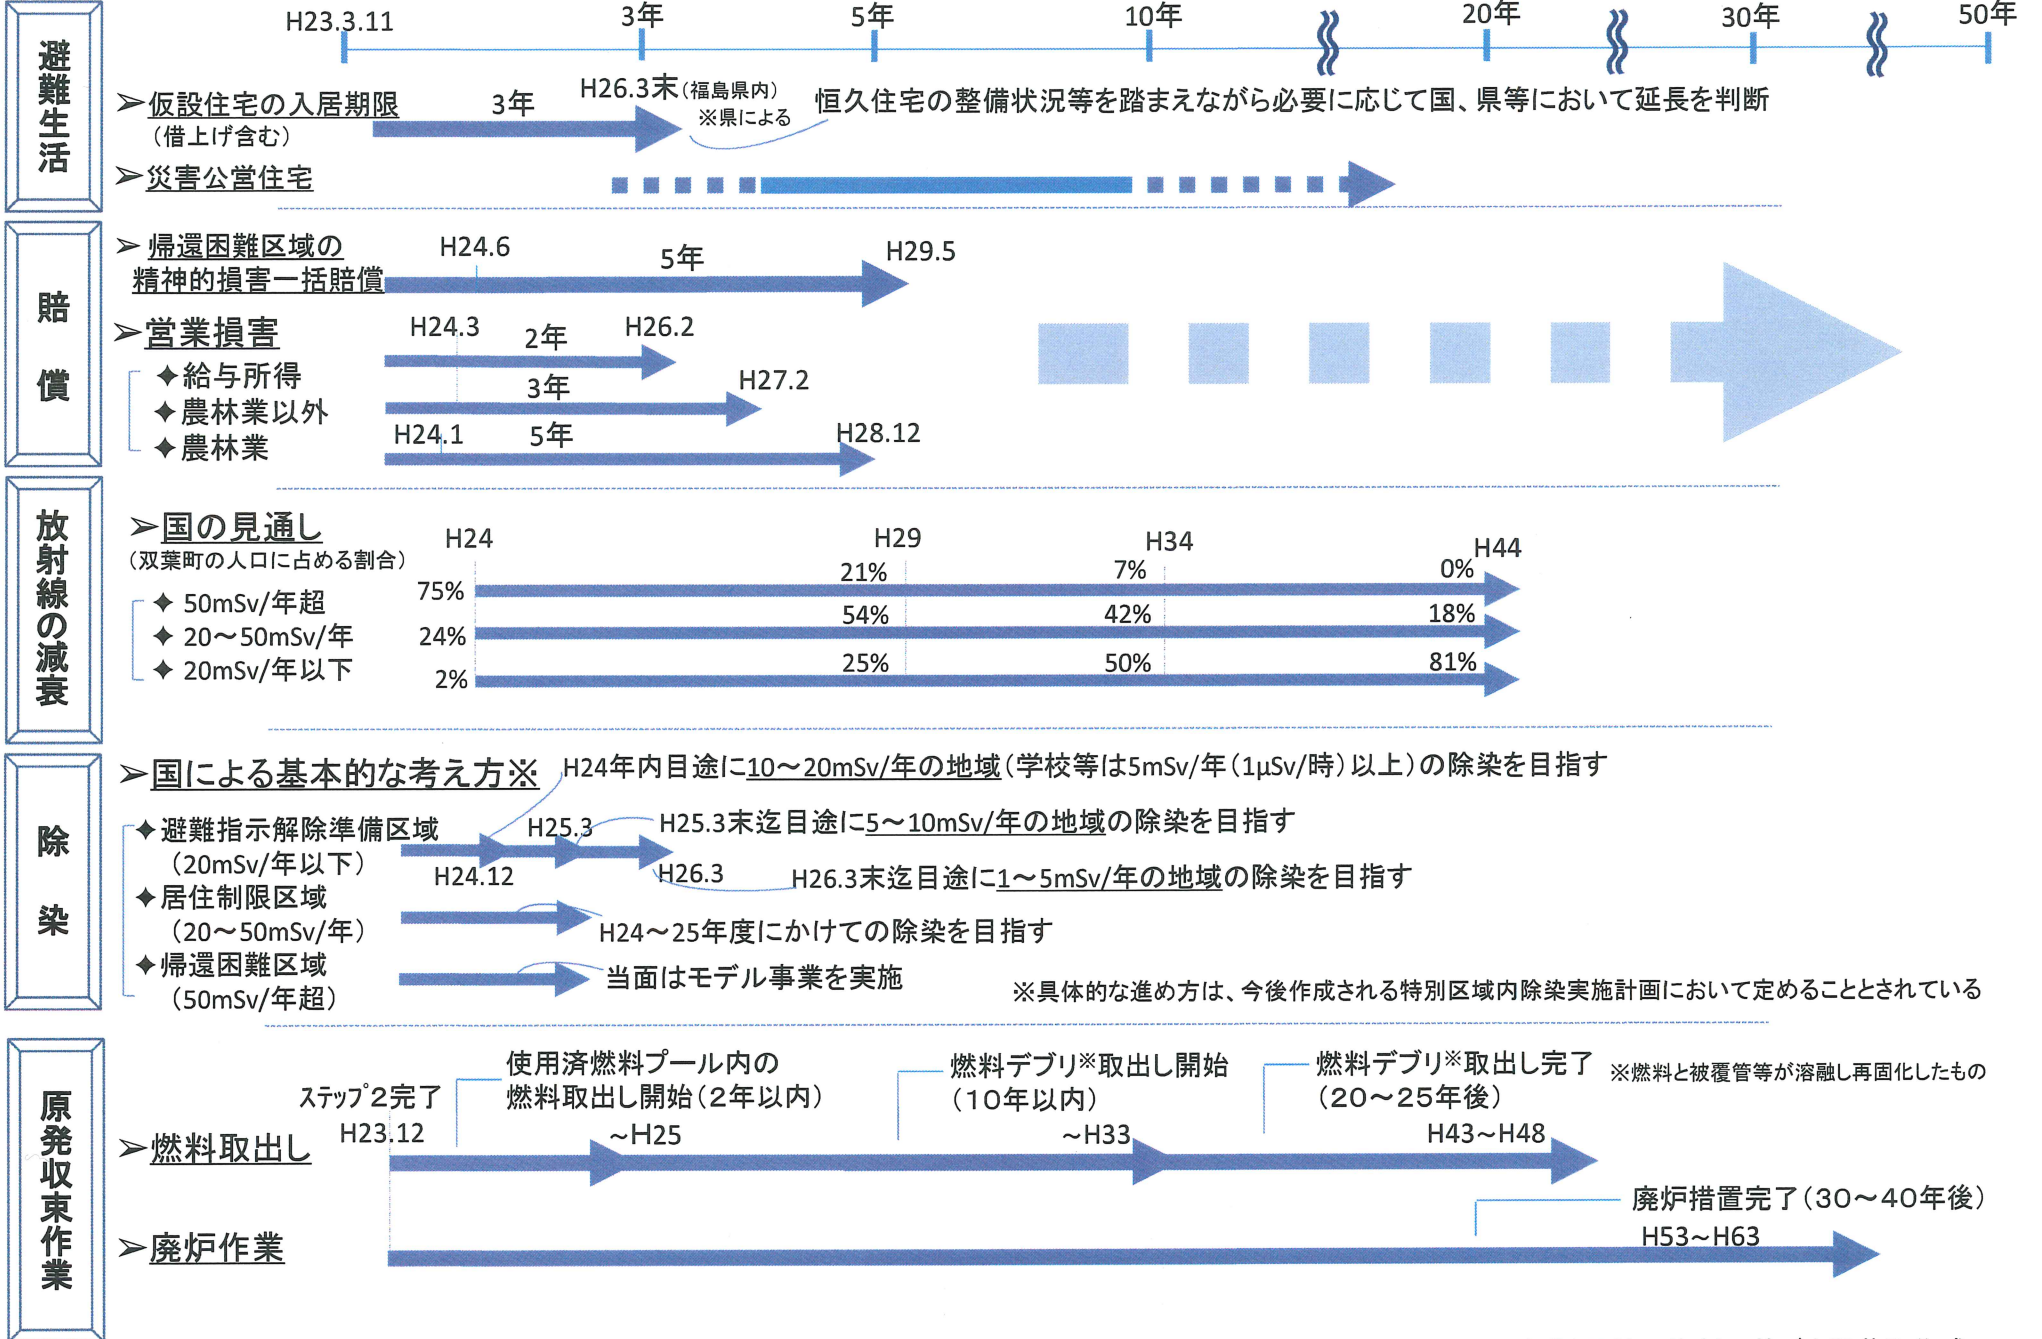 H23.3.11
3年
5年
10年
20年
30年
50年
避難生活
➢仮設住宅の入居期限
（借上げ含む）
3年
H26.3末（福島県内）
※県による
恒久住宅の整備状況等を踏まえながら必要に応じて国、県等において延長を判断
➢災害公営住宅
賠償
➢帰還困難区域の
精神的損害一括賠償
H24.6
5年
H29.5
➢営業損害
H24.3
2年
H26.2
✦給与所得
3年
H27.2
✦農林業以外
H24.1
5年
H28.12
✦農林業
放射線の減衰
➢国の見通し
（双葉町の人口に占める割合）
H24
H29
H34
H44
✦ 50mSv/年超
75%
21%
7%
0%
✦ 20～50mSv/年
24%
54%
42%
18%
✦ 20mSv/年以下
2%
25%
50%
81%
除染
➢国による基本的な考え方※
H24年内目途に10～20mSv/年の地域（学校等は5mSv/年（1μSv/時）以上）の除染を目指す
✦避難指示解除準備区域
（20mSv/年以下）
H25.3
H25.3末迄目途に5～10mSv/年の地域の除染を目指す
H24.12
H26.3
H26.3末迄目途に1～5mSv/年の地域の除染を目指す
✦居住制限区域
（20～50mSv/年）
H24～25年度にかけての除染を目指す
✦帰還困難区域
（50mSv/年超）
当面はモデル事業を実施
※具体的な進め方は、今後作成される特別区域内除染実施計画において定めることとされている
原発収束作業
➢燃料取出し
ｽﾃｯﾌﾟ2完了
H23.12
使用済燃料プール内の
燃料取出し開始（２年以内）
～H25
燃料デブリ※取出し開始
（１０年以内）
～H33
燃料デブリ※取出し完了
（２０～２５年後）
H43～H48
※燃料と被覆管等が溶融し再固化したもの
➢廃炉作業
廃炉措置完了（３０～４０年後）
H53～H63